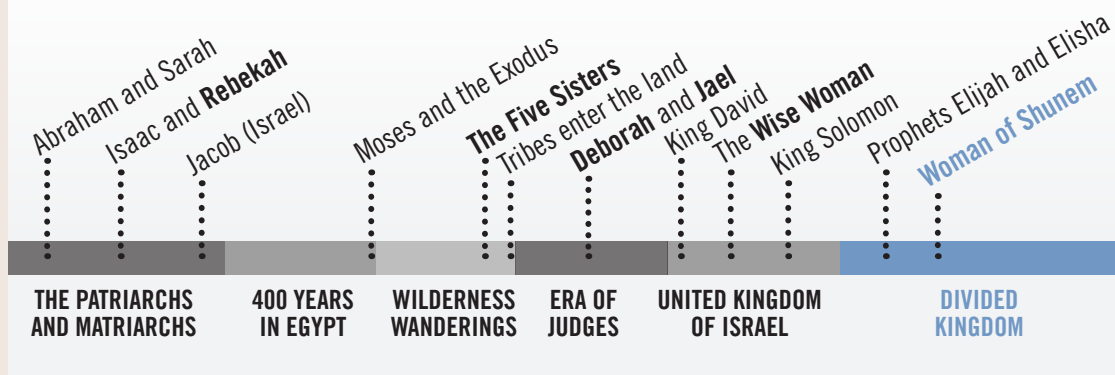 Abraham and Sarah
Isaac and Rebekah
Jacob (Israel)
Moses and the Exodus
The Five Sisters
Tribes enter the land
Deborah and Jael
King David
The Wise Woman
King Solomon
Prophets Elijah and Elisha
Woman of Shunem
THE PATRIARCHS
AND MATRIARCHS
400 YEARS
IN EGYPT
WILDERNESS
WANDERINGS
ERA OF
JUDGES
UNITED KINGDOM
OF ISRAEL
DIVIDED
KINGDOM